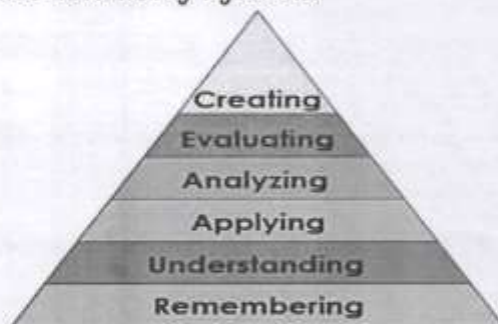 Creating
Evaluating
Analyzing
Applying
Understanding
Remembering